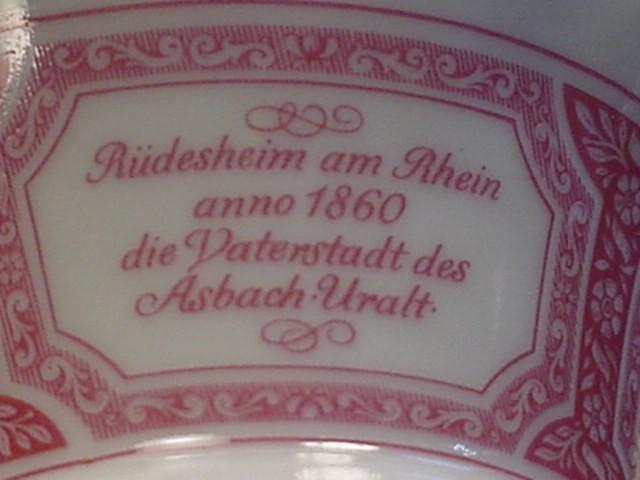 Rüdesheim am Rhein
anno 1860
die Vaterstadt des
Asbach·Uralt·